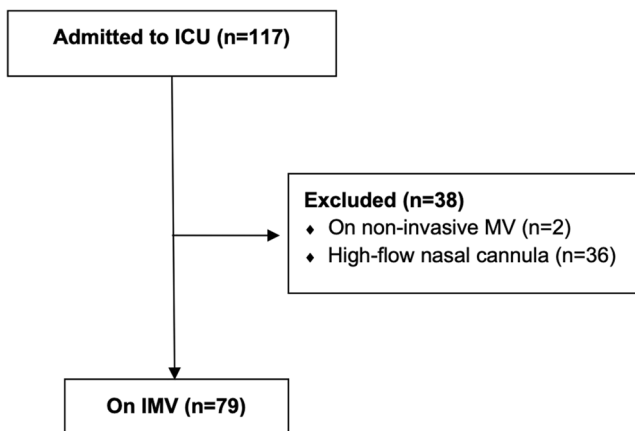 Admitted to ICU (n=117)
Excluded (n=38)
♦ On non-invasive MV (n=2)
♦ High-flow nasal cannula (n=36)
On IMV (n=79)